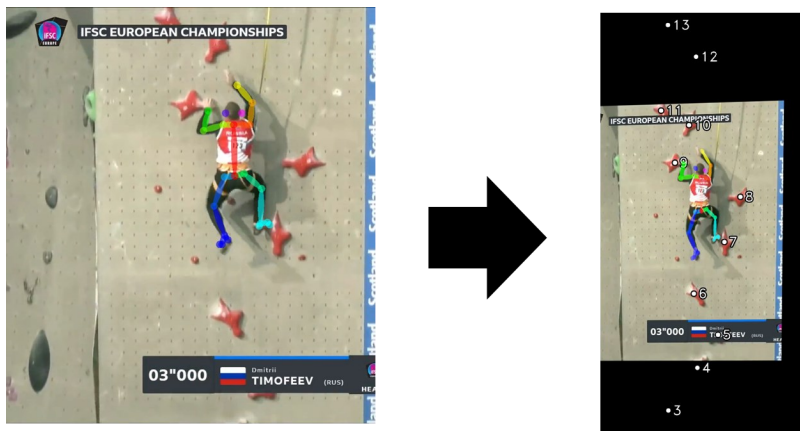 IFSC
EUROPE
IFSC EUROPEAN CHAMPIONSHIPS
Scotland
Scotland
Scotland
Scotland
03"000
Dmitrii
TIMOFEEV (RUS)
HEA
13
12
11
IFSC EUROPEAN CHAMPIONSHIPS
10
9
8
7
6
03"000
5
(RUS)
HEA
4
3